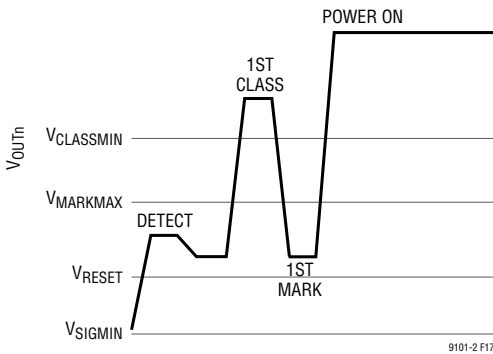 POWER ON
1ST
CLASS
VOUTn
VCLASSMIN
VMARKMAX
DETECT
VRESET
1ST
MARK
VSIGMIN
9101-2 F17